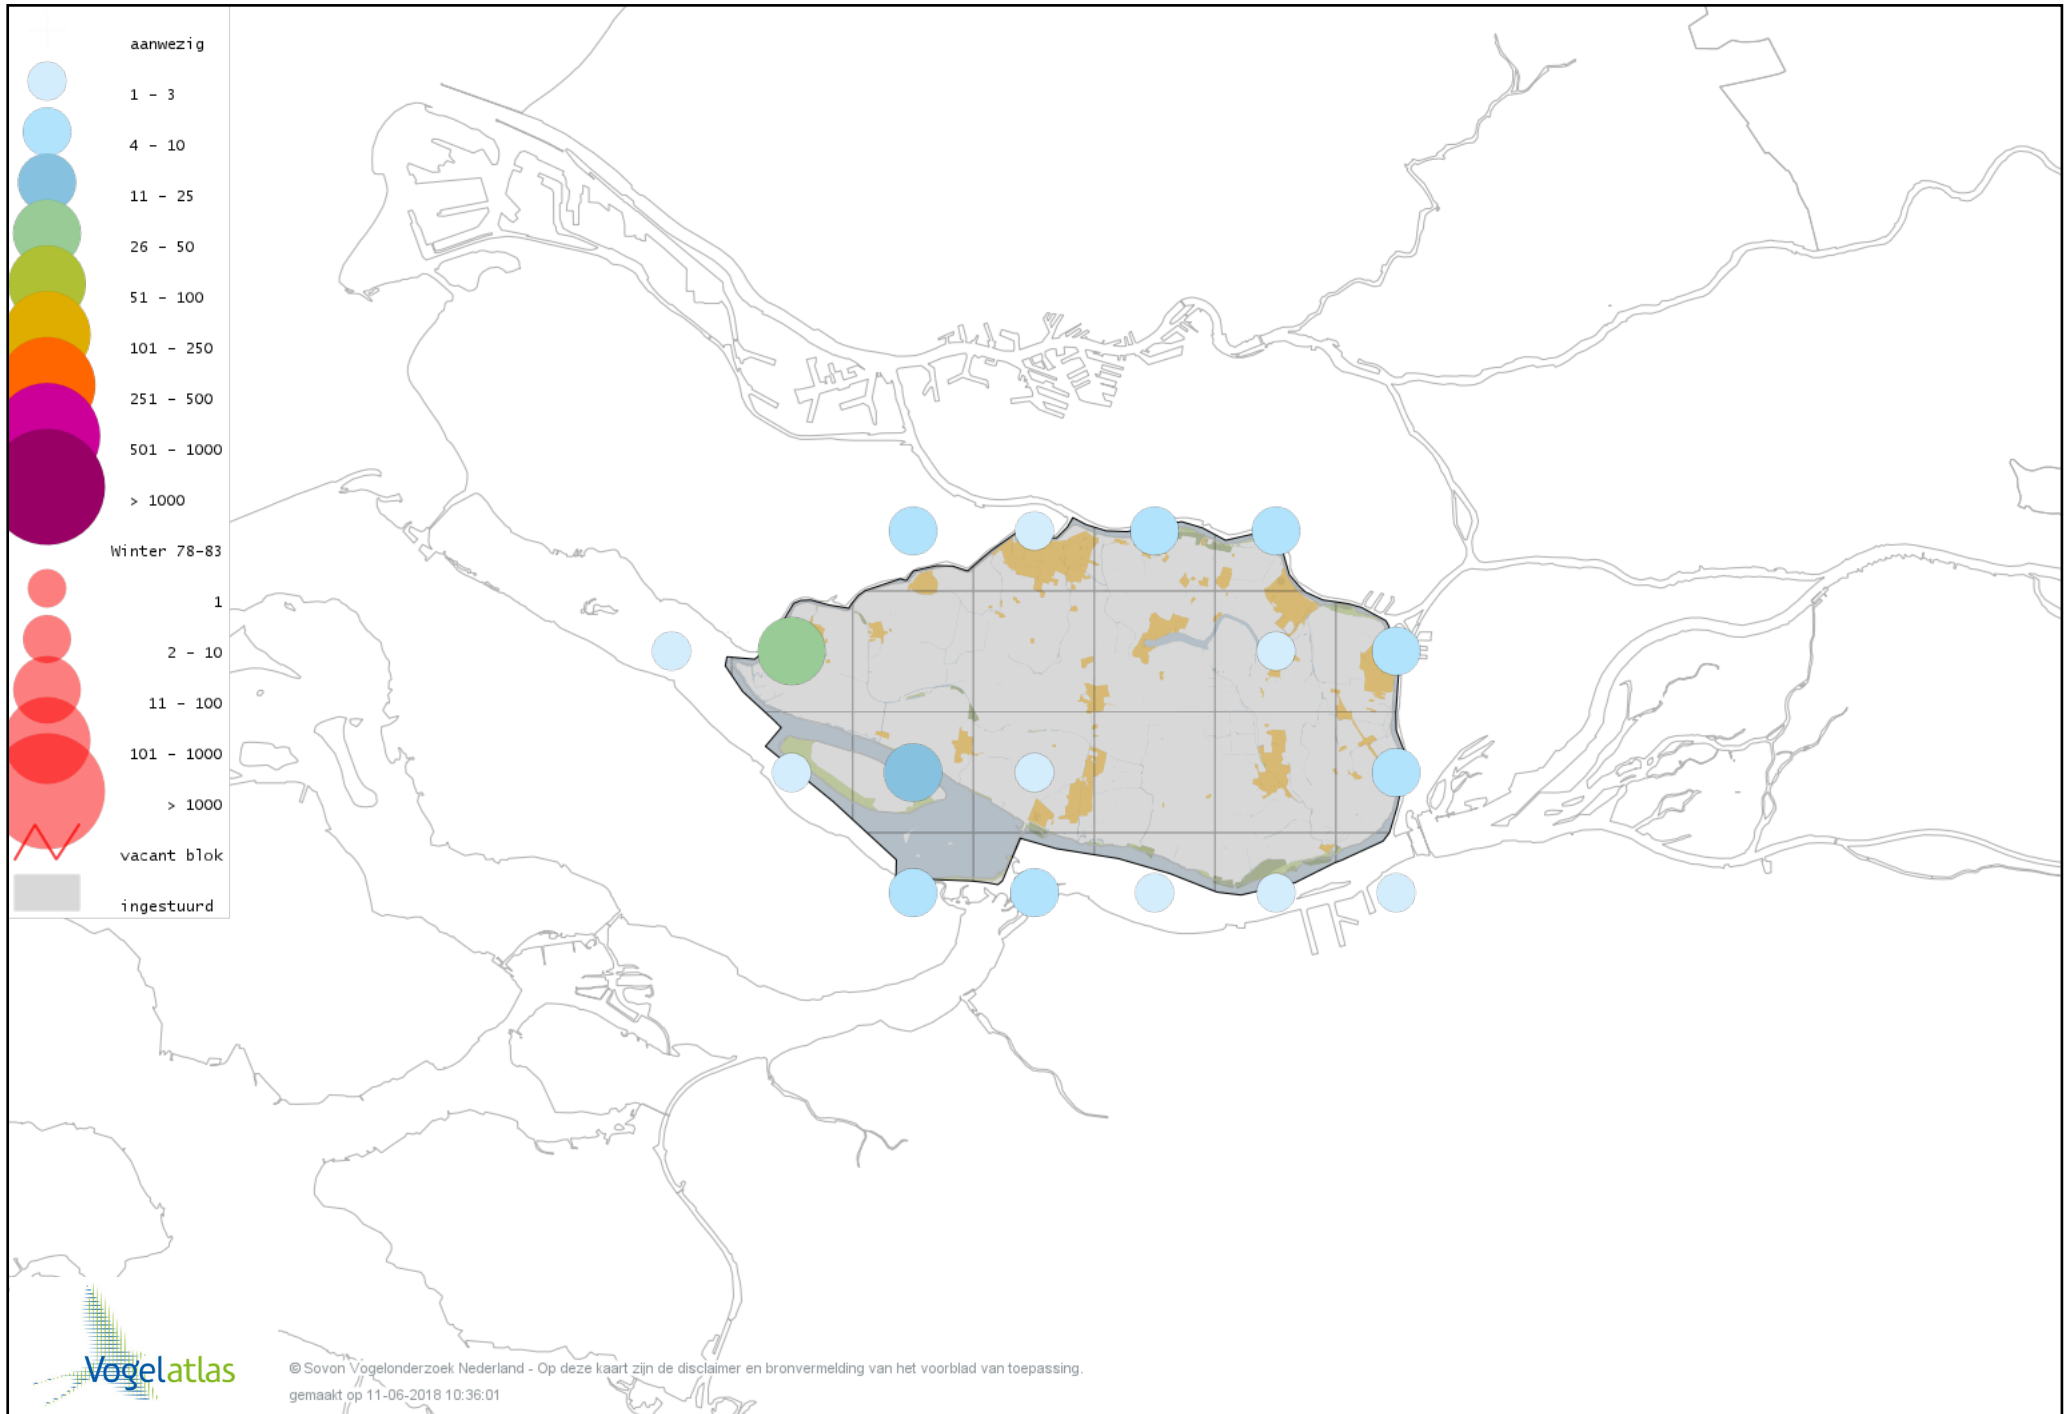 aanwezig
1 - 3
4 - 10
11 - 25
26 - 50
51 - 100
101 - 250
251 - 500
501 - 1000
> 1000
Winter 78-83
1
2 - 10
11 - 100
101 - 1000
> 1000
vacant blok
ingestuurd
Vogelatlas
© Sovon Vogelonderzoek Nederland - Op deze kaart zijn de disclaimer en bronvermelding van het voorblad van toepassing.
gemaakt op 11-06-2018 10:36:01